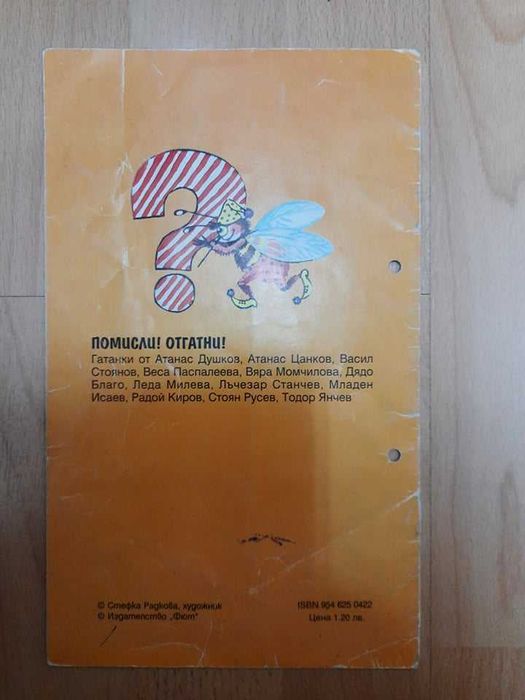 ?
ПОМИСЛИ! ОТГАТНИ!
Гатанки от Атанас Душков, Атанас Цанков, Васил
Стоянов, Веса Паспалеева, Вяра Момчилова, Дядо
Благо, Леда Милева, Лъчезар Станчев, Младен
Исаев, Радой Киров, Стоян Русев, Тодор Янчев
© Стефка Радкова, художник
© Издателство „Фют"
ISBN 954 625 0422
Цена 1.20 лв.